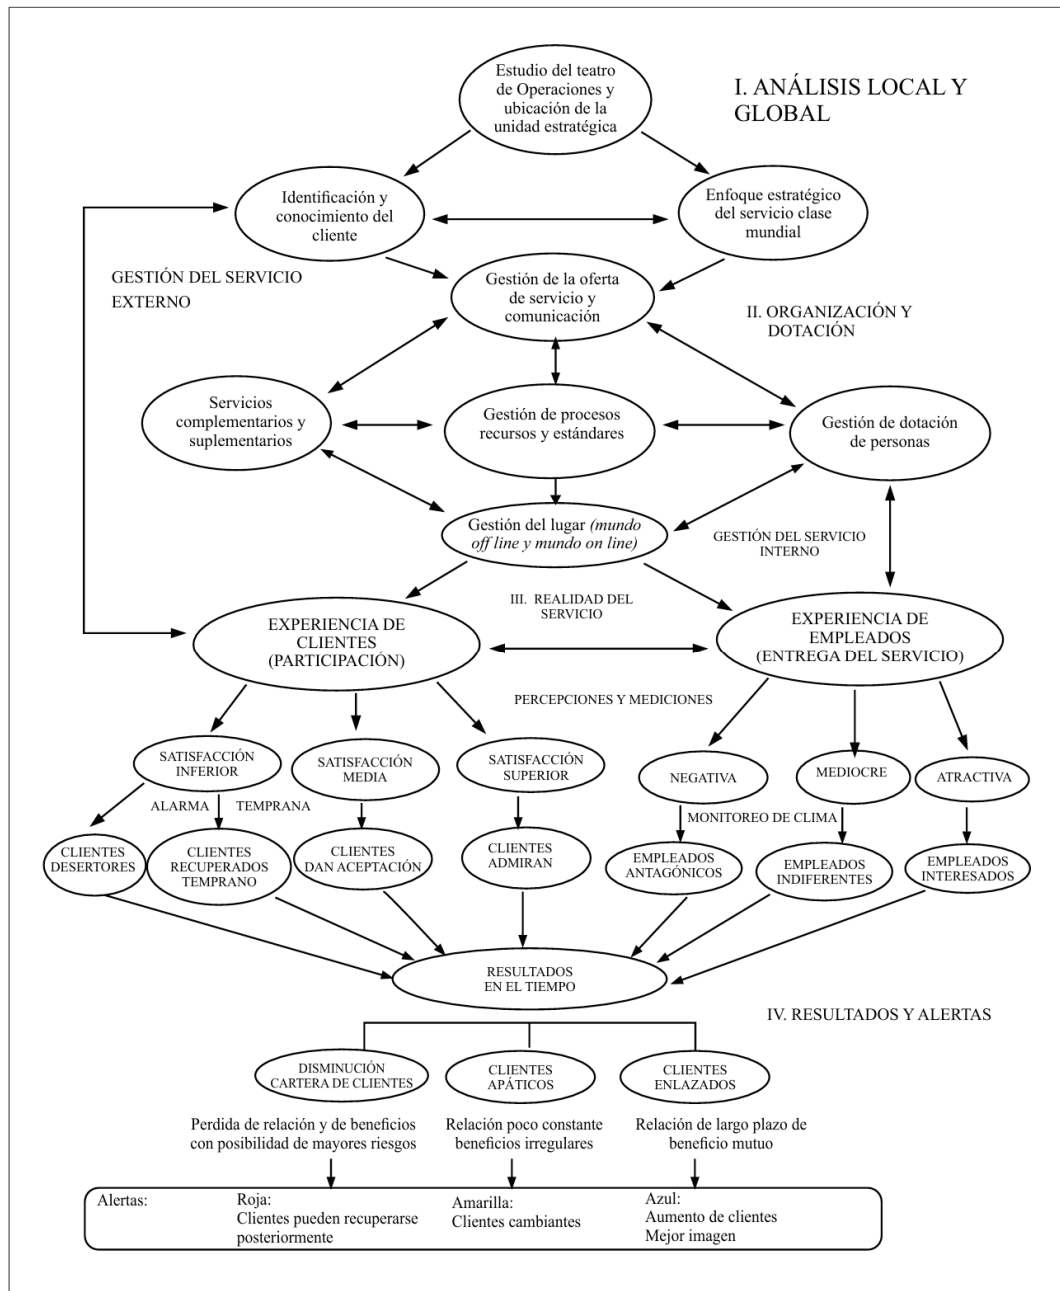 Estudio del teatro
de Operaciones y
ubicación de la
unidad estratégica
I. ANÁLISIS LOCAL Y
GLOBAL
Identificación y
conocimiento del
cliente
Enfoque estratégico
del servicio clase
mundial
GESTIÓN DEL SERVICIO
EXTERNO
Gestión de la oferta
de servicio y
comunicación
II. ORGANIZACIÓN Y
DOTACIÓN
Servicios
complementarios y
suplementarios
Gestión de procesos
recursos y estándares
Gestión de dotación
de personas
Gestión del lugar (mundo
off line y mundo on line)
GESTIÓN DEL SERVICIO
INTERNO
III. REALIDAD DEL
SERVICIO
EXPERIENCIA DE
CLIENTES
(PARTICIPACIÓN)
EXPERIENCIA DE
EMPLEADOS
(ENTREGA DEL SERVICIO)
PERCEPCIONES Y MEDICIONES
SATISFACCIÓN
INFERIOR
SATISFACCIÓN
MEDIA
SATISFACCIÓN
SUPERIOR
NEGATIVA
MEDIOCRE
ATRACTIVA
ALARMA TEMPRANA
MONITOREO DE CLIMA
CLIENTES
DESERTORES
CLIENTES
RECUPERADOS
TEMPRANO
CLIENTES
DAN ACEPTACIÓN
CLIENTES
ADMIRAN
EMPLEADOS
ANTAGÓNICOS
EMPLEADOS
INDIFERENTES
EMPLEADOS
INTERESADOS
RESULTADOS
EN EL TIEMPO
IV. RESULTADOS Y ALERTAS
DISMINUCIÓN
CARTERA DE CLIENTES
CLIENTES
APÁTICOS
CLIENTES
ENLAZADOS
Perdida de relación y de beneficios
con posibilidad de mayores riesgos
Relación poco constante
beneficios irregulares
Relación de largo plazo de
beneficio mutuo
Alertas:
Roja:
Clientes pueden recuperarse
posteriormente
Amarilla:
Clientes cambiantes
Azul:
Aumento de clientes
Mejor imagen